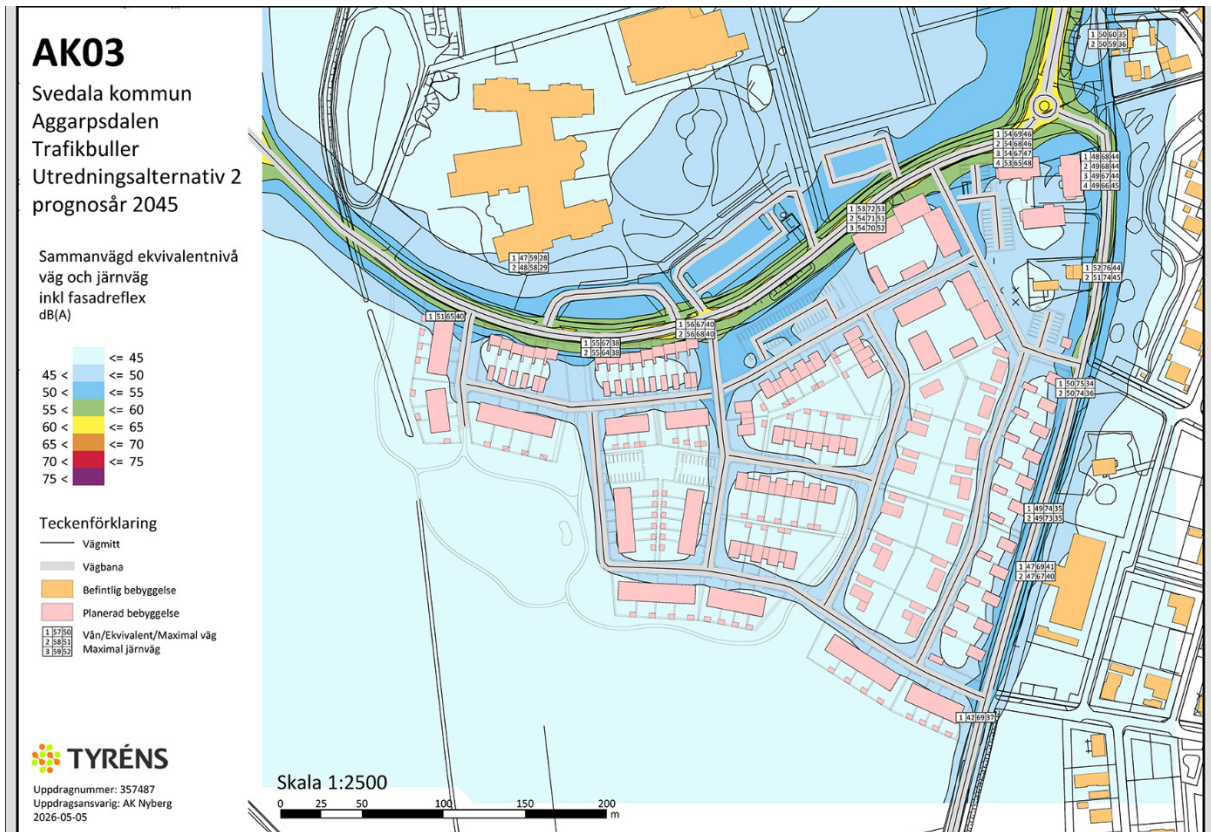 AK03
Svedala kommun
Aggarpsdalen
Trafikbuller
Utredningsalternativ 2
prognosår 2045
Sammanvägd ekvivalentnivå
väg och järnväg
inkl fasadreflex
dB(A)
<= 45
45 < <= 50
50 < <= 55
55 < <= 60
60 < <= 65
65 < <= 70
70 < <= 75
75 <
Teckenförklaring
Vägmitt
Vägbana
Befintlig bebyggelse
Planerad bebyggelse
1 57 50
2 58 51
3 59 52
Vån/Ekvivalent/Maximal väg
Maximal järnväg
TYRÉNS
Uppdragnummer: 357487
Uppdragsansvarig: AK Nyberg
2026-05-05
1 50 60 35
2 50 59 36
1 54 69 46
2 54 68 46
3 54 67 47
4 53 65 48
1 48 68 44
2 49 68 44
3 49 67 44
4 49 66 45
1 53 72 53
2 54 71 51
3 54 70 52
1 47 59 28
2 48 58 29
1 52 76 44
2 51 74 45
1 51 65 40
1 56 67 40
2 56 68 40
1 55 67 38
2 55 64 38
1 50 75 34
2 50 74 36
1 49 74 35
2 49 73 35
1 47 69 41
2 47 67 40
1 42 69 37
Skala 1:2500
0 25 50 100 150 200
m